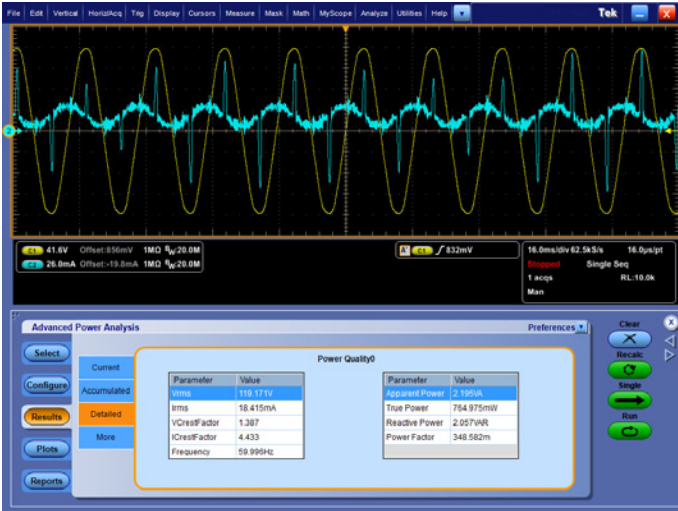 File Edit Vertical Horiz/Acq Trig Display Cursors Measure Mask Math MyScope Analyze Utilities Help Tek X
2
C1 41.6V Offset:856mV 1MΩ BW:20.0M
C2 26.0mA Offset:-19.8mA 1MΩ BW:20.0M
A' C1 832mV
16.0ms/div 62.5kS/s 16.0µs/pt
Stopped Single Seq
1 acqs RL:10.0k
Man
Advanced Power Analysis
Preferences
Clear
X
Select
Configure
Results
Plots
Reports
Current
Accumulated
Detailed
More
Power Quality0
Parameter Value
Vrms 119.171V
Irms 18.415mA
VCrestFactor 1.387
ICrestFactor 4.433
Frequency 59.996Hz
Parameter Value
Apparent Power 2.195VA
True Power 764.975mW
Reactive Power 2.057VAR
Power Factor 348.582m
Recalc
Single
Run